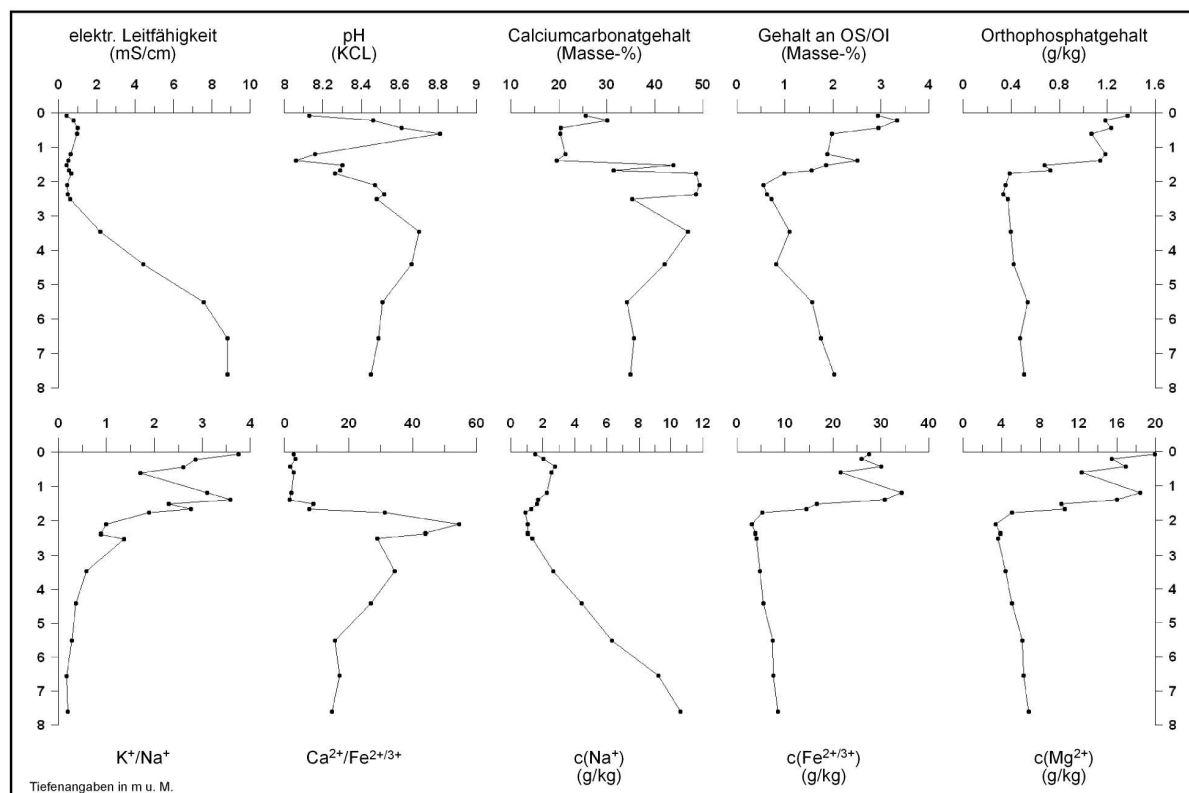 elektr. Leitfähigkeit
(mS/cm)
0 2 4 6 8 10
pH
(KCL)
8 8.2 8.4 8.6 8.8 9
Calciumcarbonatgehalt
(Masse-%)
10 20 30 40 50
Gehalt an OS/OI
(Masse-%)
0 1 2 3 4
Orthophosphatgehalt
(g/kg)
0 0.4 0.8 1.2 1.6
0 0
1 1
2 2
3 3
4 4
5 5
6 6
7 7
8 8
0 1 2 3 4
0 20 40 60
0 2 4 6 8 10 12
0 10 20 30 40
0 4 8 12 16 20
0 0
1 1
2 2
3 3
4 4
5 5
6 6
7 7
8 8
K⁺/Na⁺
Ca²⁺/Fe²⁺/³⁺
c(Na⁺)
(g/kg)
c(Fe²⁺/³⁺)
(g/kg)
c(Mg²⁺)
(g/kg)
Tiefenangaben in m u. M.